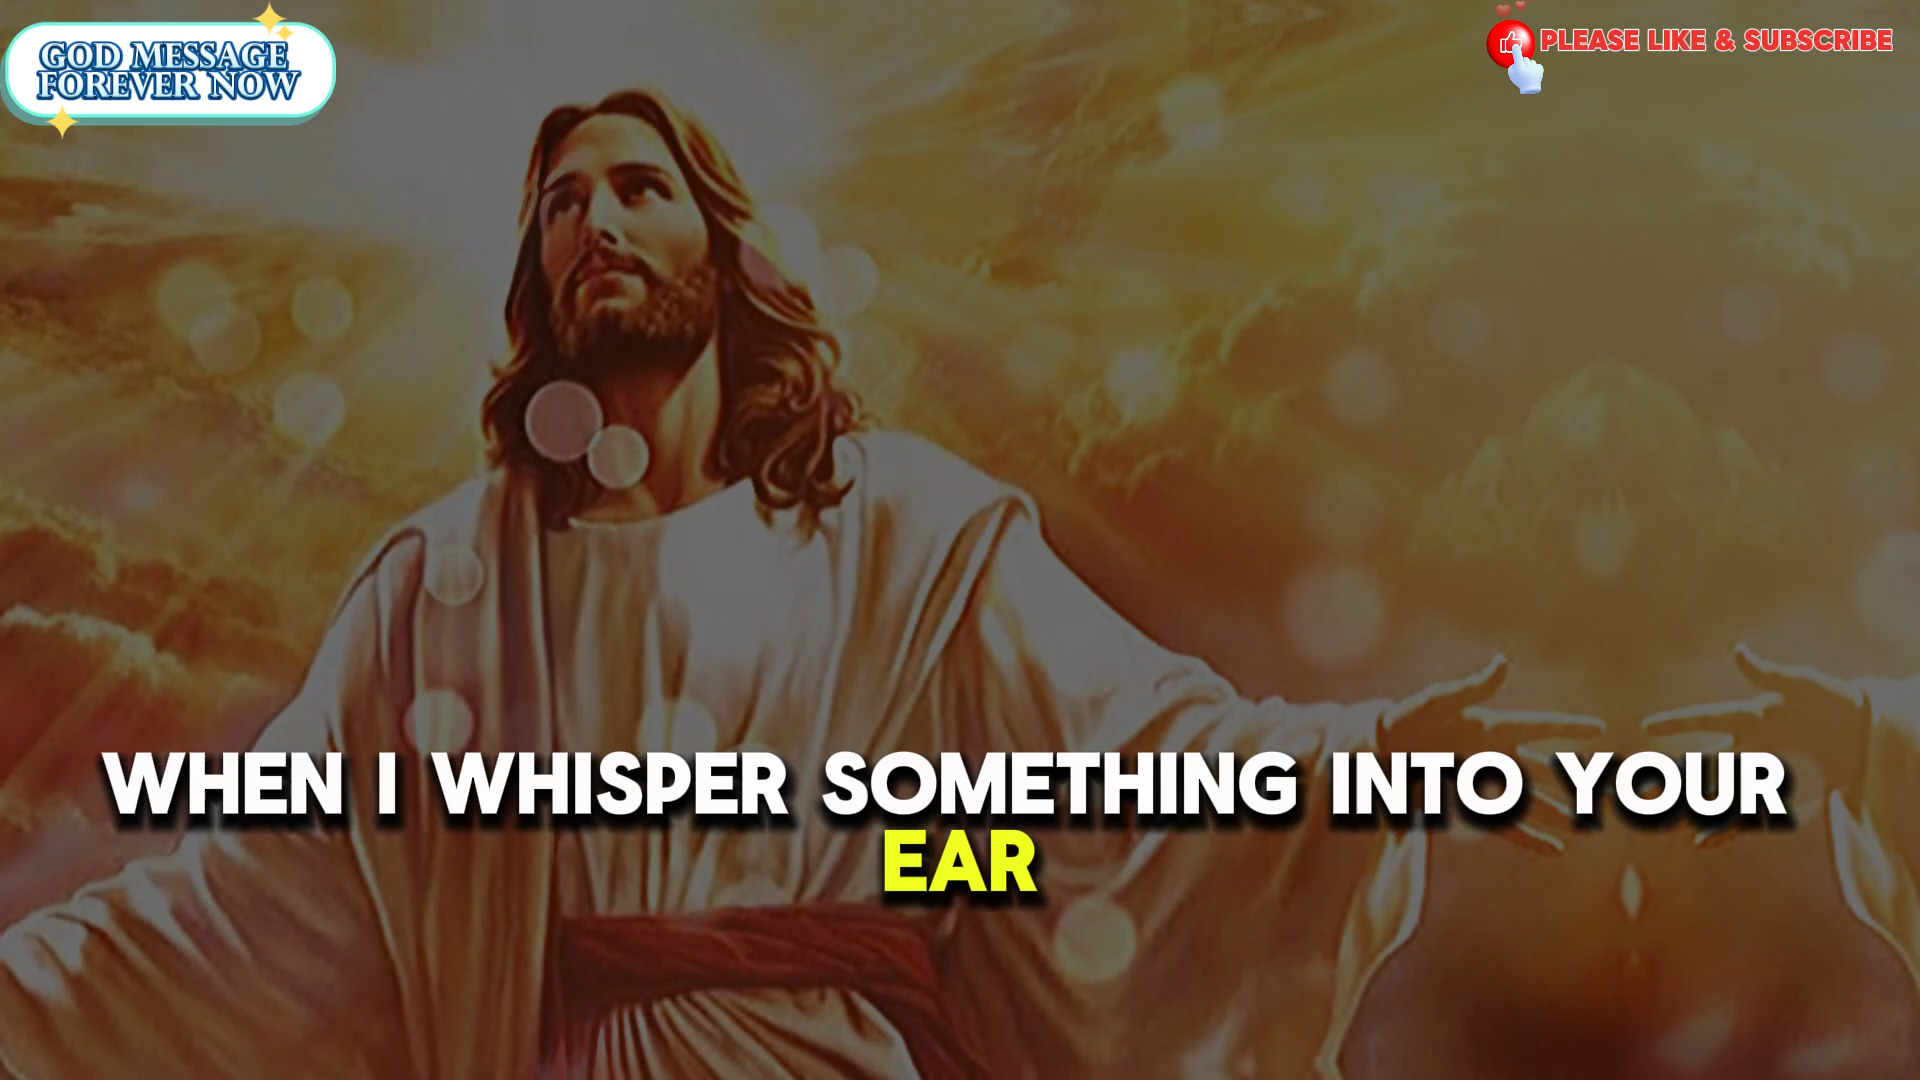 GOD MESSAGE
FOREVER NOW
PLEASE LIKE & SUBSCRIBE
WHEN I WHISPER SOMETHING INTO YOUR
EAR